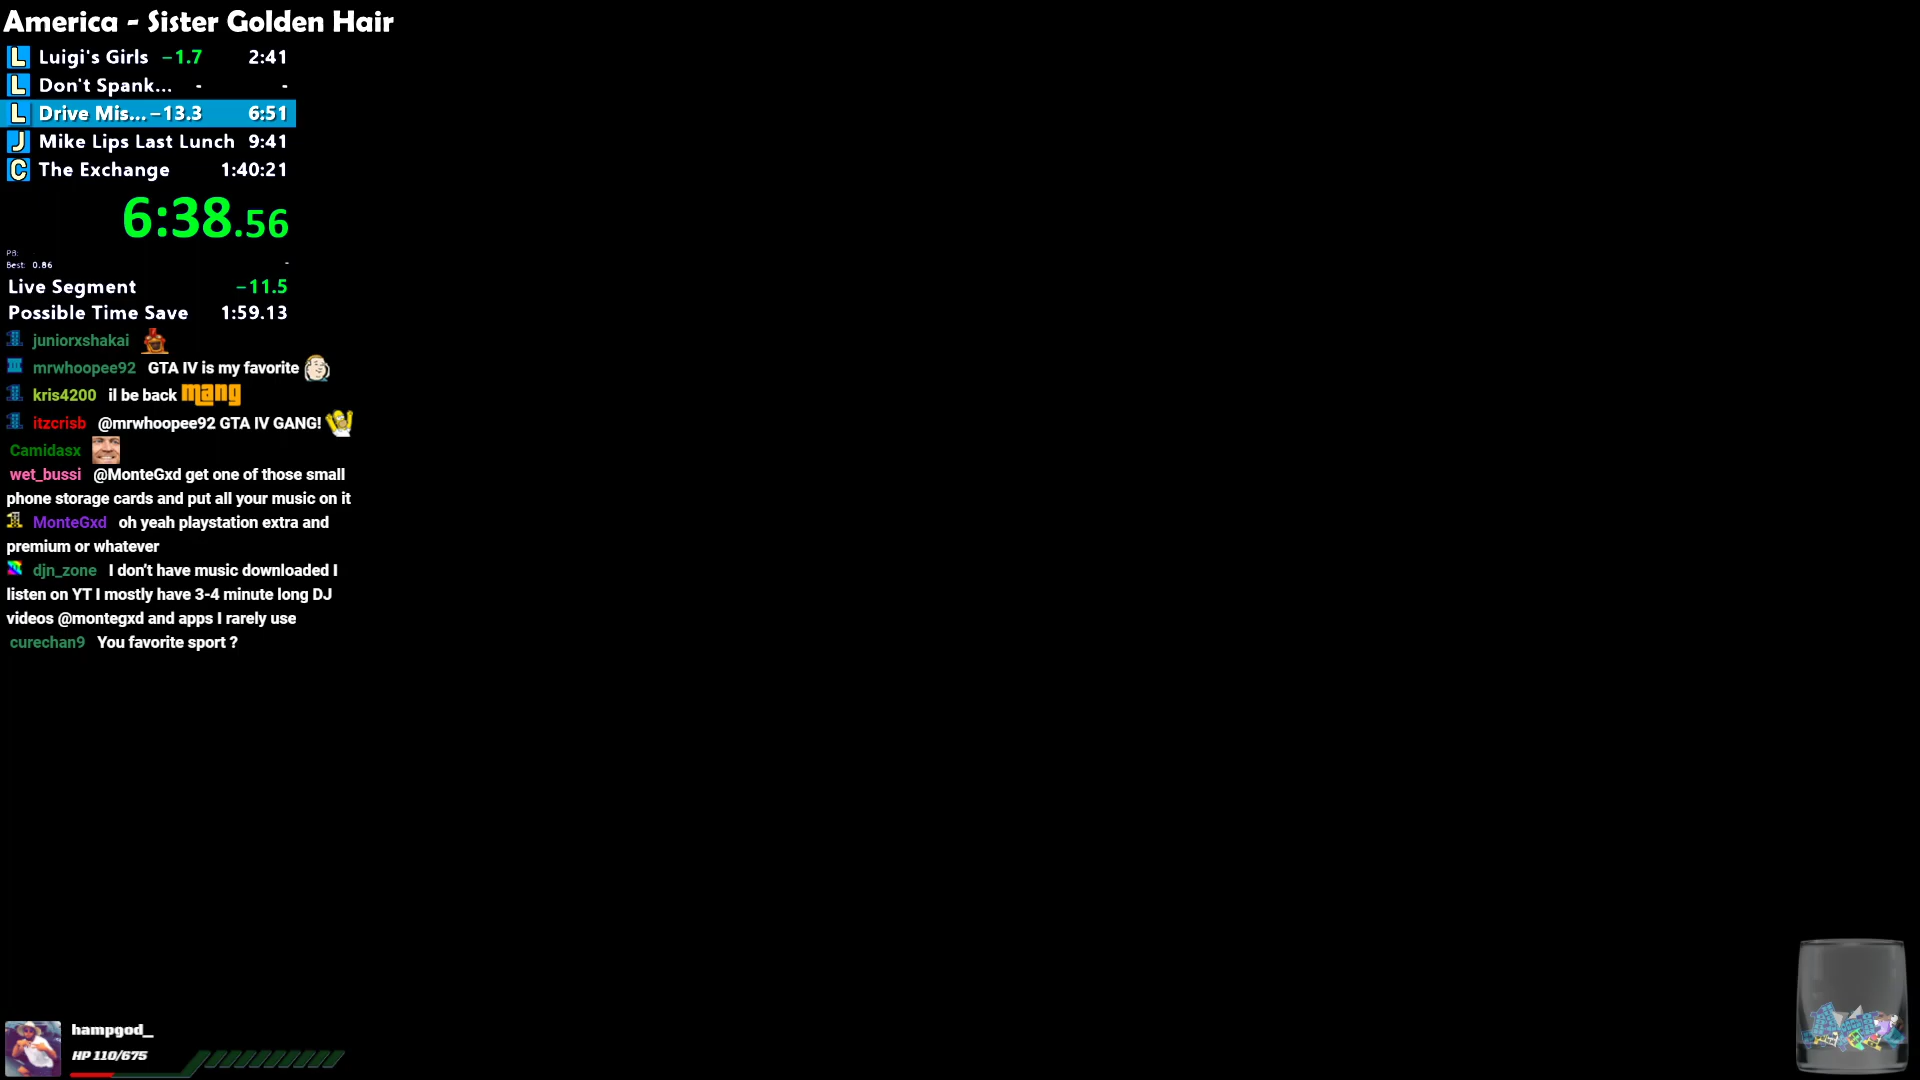 America - Sister Golden Hair
L Luigi's Girls −1.7 2:41
L Don't Spank... - -
L Drive Mis... −13.3 6:51
J Mike Lips Last Lunch 9:41
C The Exchange 1:40:21
6:38.56
PB:
Best: 0.86 -
Live Segment −11.5
Possible Time Save 1:59.13
juniorxshakai
mrwhoopee92 GTA IV is my favorite
kris4200 il be back mang
itzcrisb @mrwhoopee92 GTA IV GANG!
Camidasx
wet_bussi @MonteGxd get one of those small
phone storage cards and put all your music on it
MonteGxd oh yeah playstation extra and
premium or whatever
djn_zone I don't have music downloaded I
listen on YT I mostly have 3-4 minute long DJ
videos @montegxd and apps I rarely use
curechan9 You favorite sport ?
hampgod_
HP 110/675